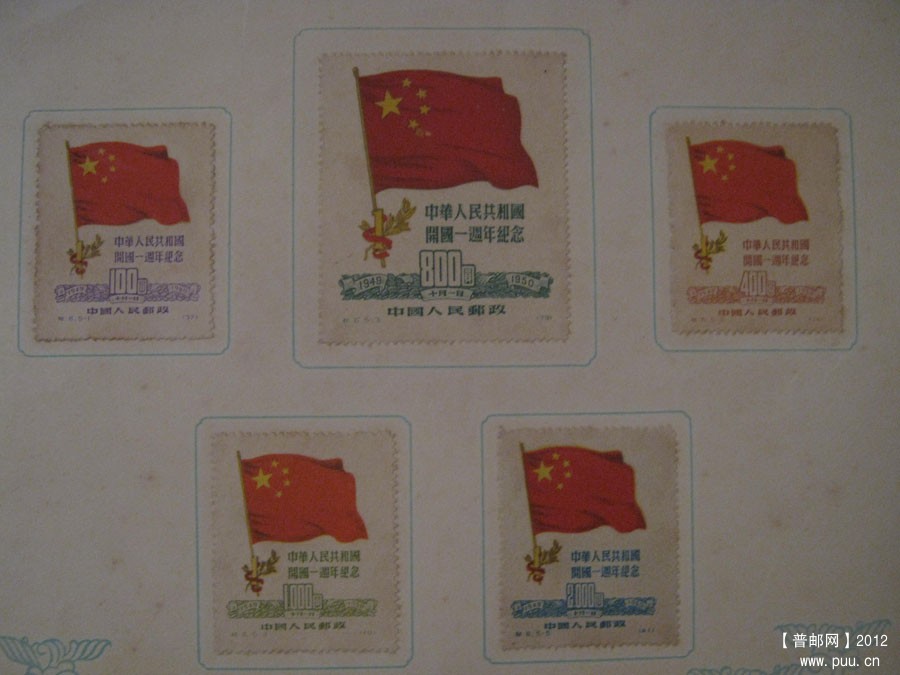 中華人民共和國
開國一週年紀念
100圓
十月一日
中國人民郵政
中華人民共和國
開國一週年紀念
800圓
1949 1950
十月一日
中國人民郵政
中華人民共和國
開國一週年紀念
400圓
中國人民郵政
中華人民共和國
開國一週年紀念
1000圓
中國人民郵政
中華人民共和國
開國一週年紀念
2000圓
中國人民郵政
【普邮网】2012
www.puu.cn